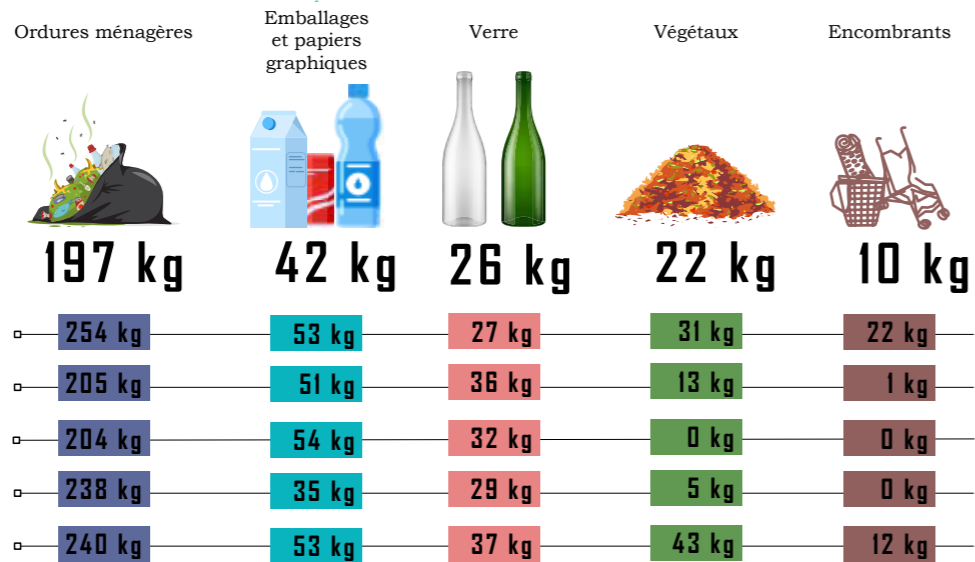 Ordures ménagères
Emballages
et papiers
graphiques
Verre
Végétaux
Encombrants
197 kg
42 kg
26 kg
22 kg
10 kg
254 kg
53 kg
27 kg
31 kg
22 kg
205 kg
51 kg
36 kg
13 kg
1 kg
204 kg
54 kg
32 kg
0 kg
0 kg
238 kg
35 kg
29 kg
5 kg
0 kg
240 kg
53 kg
37 kg
43 kg
12 kg